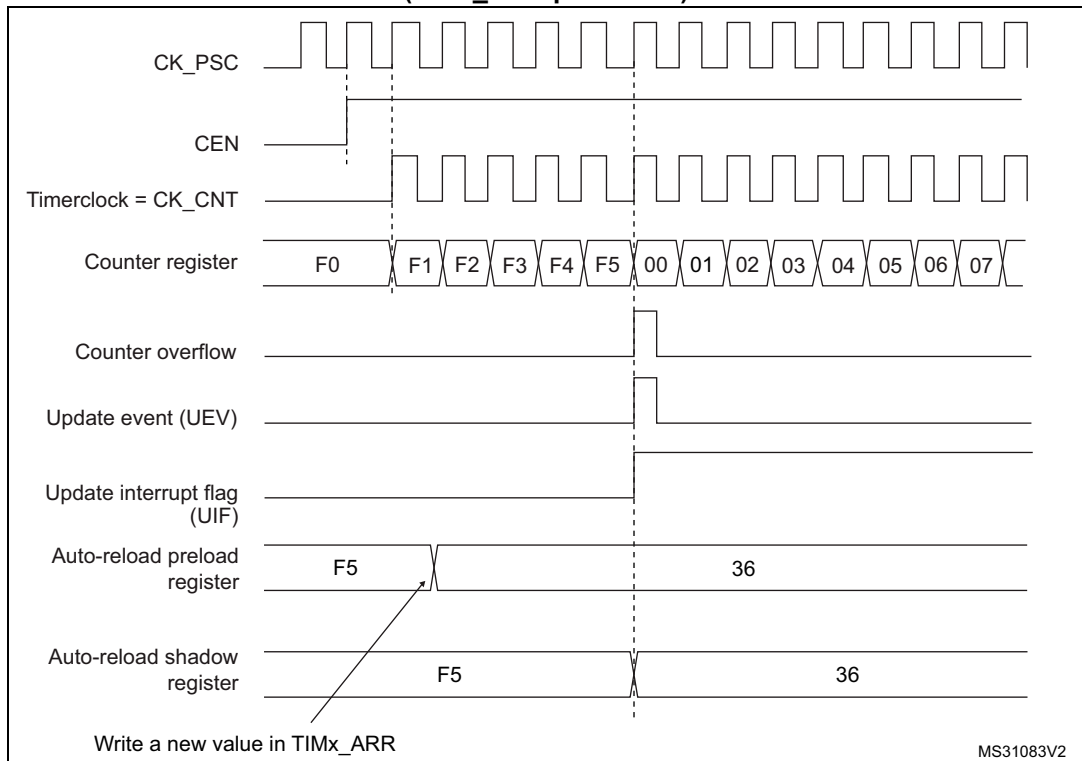 CK_PSC
CEN
Timerclock = CK_CNT
Counter register
F0 F1 F2 F3 F4 F5 00 01 02 03 04 05 06 07
Counter overflow
Update event (UEV)
Update interrupt flag
(UIF)
Auto-reload preload
register
F5 36
Auto-reload shadow
register
F5 36
Write a new value in TIMx_ARR
MS31083V2